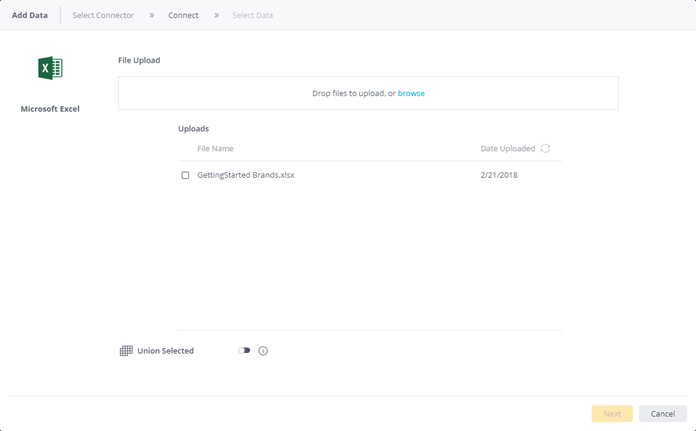 Add Data Select Connector » Connect » Select Data
File Upload
Drop files to upload, or browse
Microsoft Excel
Uploads
File Name Date Uploaded
GettingStarted Brands.xlsx 2/21/2018
Union Selected
Next Cancel